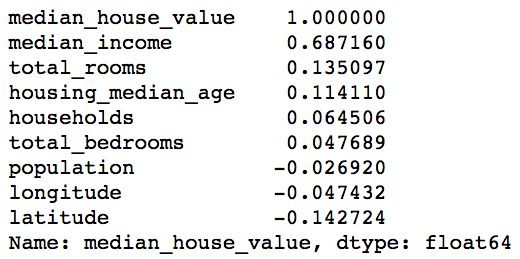 median_house_value    1.000000
median_income         0.687160
total_rooms           0.135097
housing_median_age    0.114110
households            0.064506
total_bedrooms        0.047689
population           -0.026920
longitude            -0.047432
latitude             -0.142724
Name: median_house_value, dtype: float64